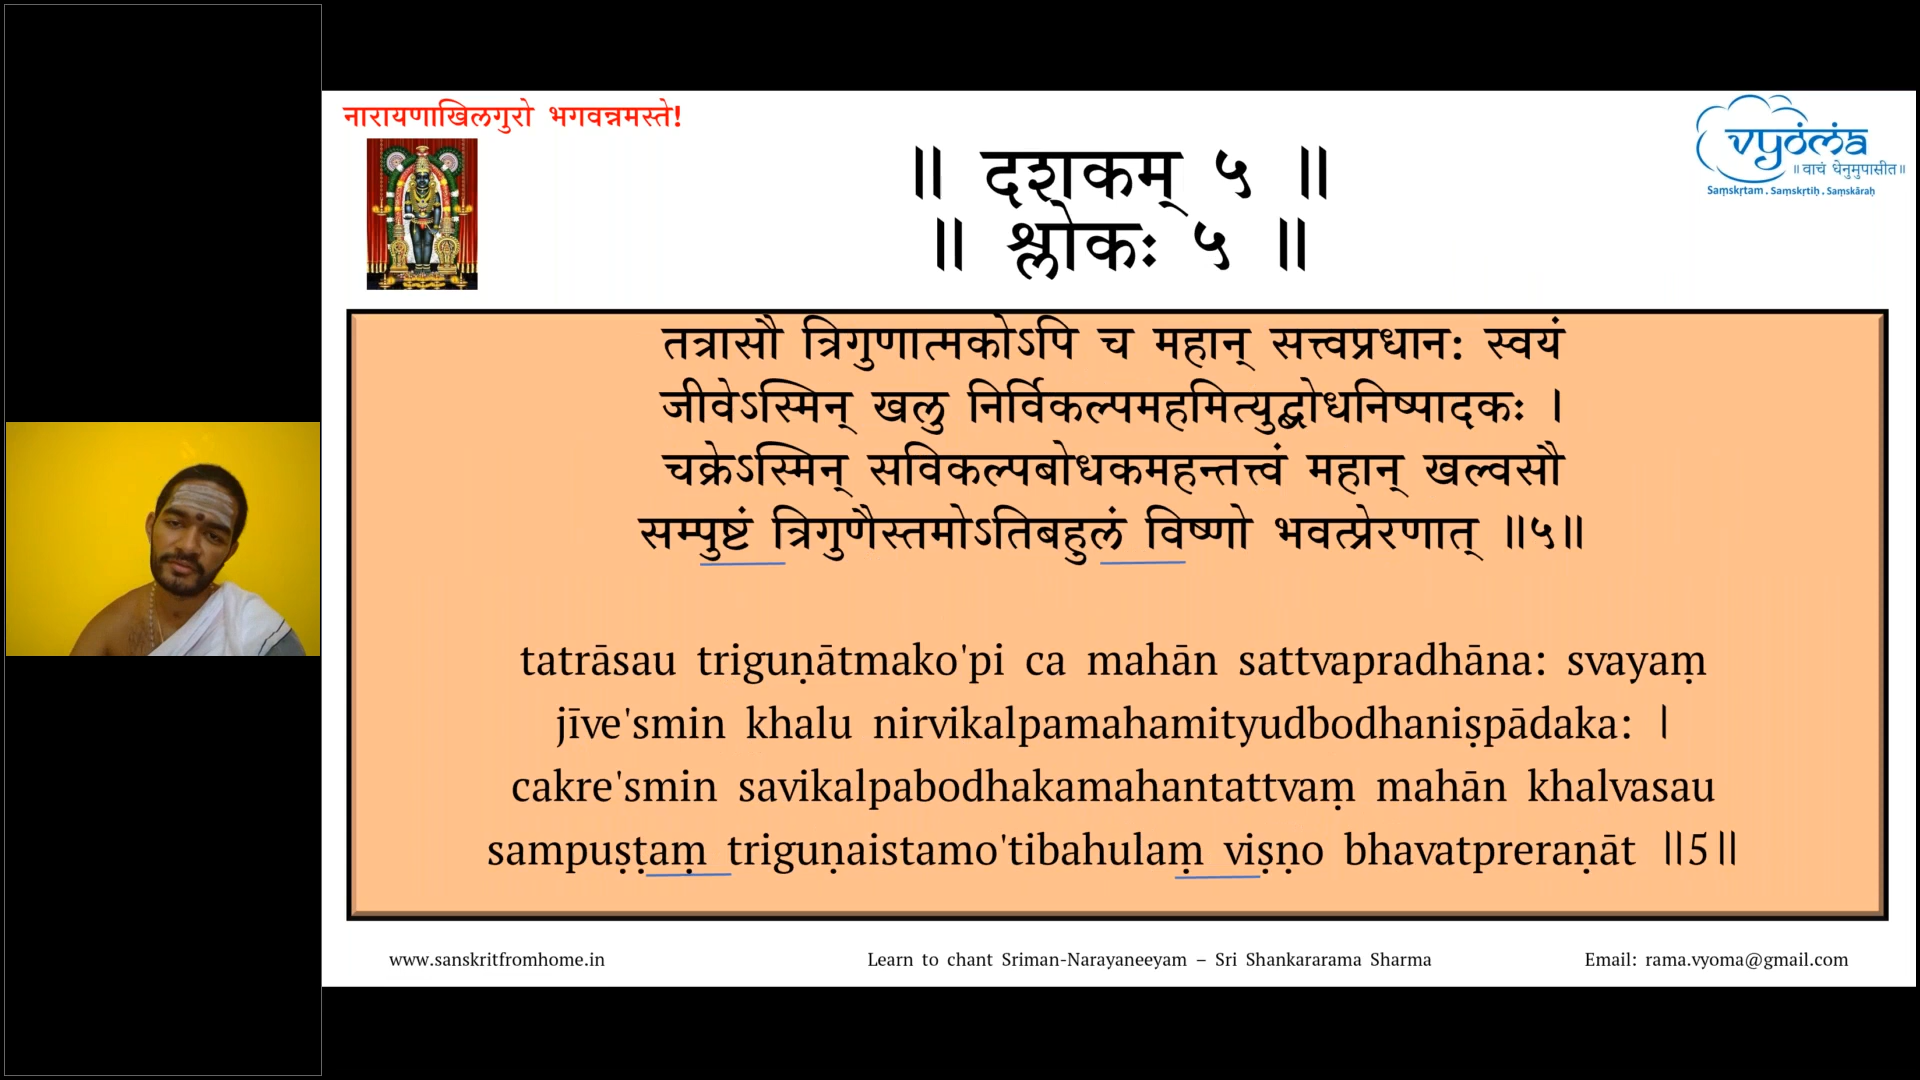 नारायणाखिलगुरो भगवन्नमस्ते!
vyoma
॥ वाचं धेनुमुपासीत॥
Saṃskṛtam . Saṃskṛtiḥ . Saṃskāraḥ
॥ दशकम् ५ ॥
॥ श्लोकः ५ ॥
तत्रासौ त्रिगुणात्मकोऽपि च महान् सत्त्वप्रधान: स्वयं
जीवेऽस्मिन् खलु निर्विकल्पमहमित्युद्बोधनिष्पादकः ।
चक्रेऽस्मिन् सविकल्पबोधकमहन्तत्त्वं महान् खल्वसौ
सम्पुष्टं त्रिगुणैस्तमोऽतिबहुलं विष्णो भवत्प्रेरणात् ॥५॥
tatrāsau triguṇātmako'pi ca mahān sattvapradhāna: svayaṃ
jīve'smin khalu nirvikalpamahamityudbodhaniṣpādaka: ।
cakre'smin savikalpabodhakamahantattvaṃ mahān khalvasau
sampuṣṭaṃ triguṇaistamo'tibahulaṃ viṣṇo bhavatpreraṇāt ॥5॥
www.sanskritfromhome.in Learn to chant Sriman-Narayaneeyam – Sri Shankararama Sharma Email: rama.vyoma@gmail.com